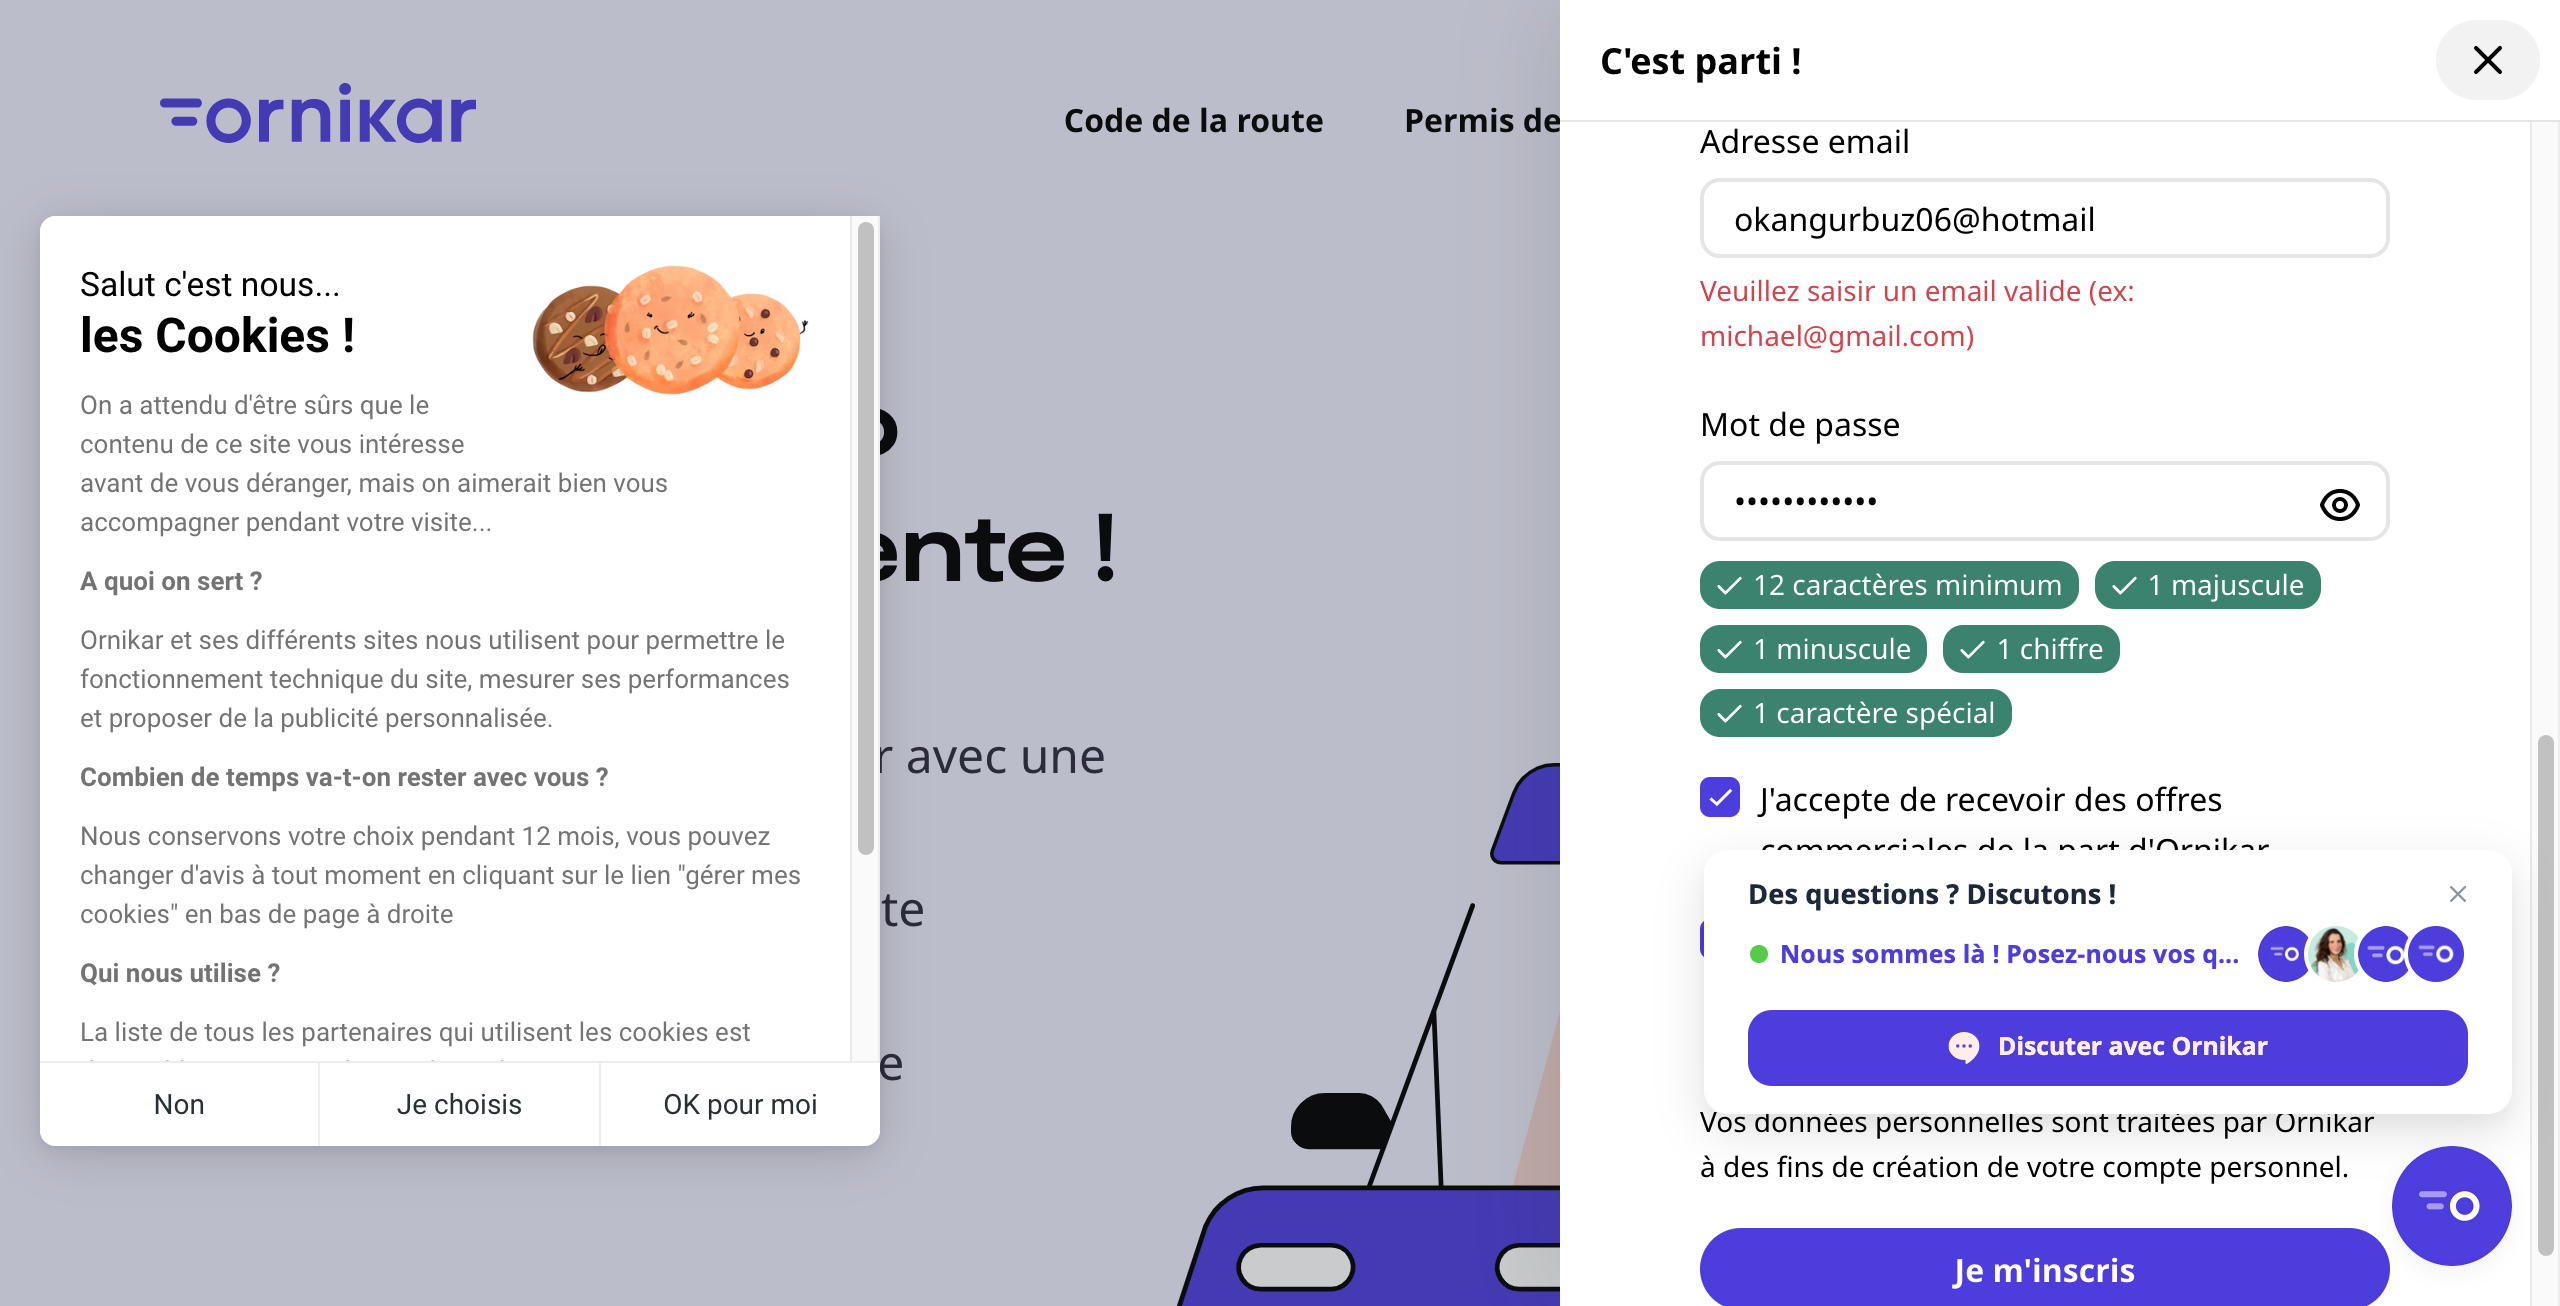 ornikar
Code de la route
Permis de
Salut c'est nous...
les Cookies !
On a attendu d'être sûrs que le
contenu de ce site vous intéresse
avant de vous déranger, mais on aimerait bien vous
accompagner pendant votre visite...
A quoi on sert ?
Ornikar et ses différents sites nous utilisent pour permettre le
fonctionnement technique du site, mesurer ses performances
et proposer de la publicité personnalisée.
Combien de temps va-t-on rester avec vous ?
Nous conservons votre choix pendant 12 mois, vous pouvez
changer d'avis à tout moment en cliquant sur le lien "gérer mes
cookies" en bas de page à droite
Qui nous utilise ?
La liste de tous les partenaires qui utilisent les cookies est
Non
Je choisis
OK pour moi
ente !
r avec une
te
e
C'est parti !
Adresse email
okangurbuz06@hotmail
Veuillez saisir un email valide (ex:
michael@gmail.com)
Mot de passe
••••••••••••
12 caractères minimum
1 majuscule
1 minuscule
1 chiffre
1 caractère spécial
J'accepte de recevoir des offres
commerciales de la part d'Ornikar
Des questions ? Discutons !
Nous sommes là ! Posez-nous vos q...
Discuter avec Ornikar
Vos données personnelles sont traitées par Ornikar
à des fins de création de votre compte personnel.
Je m'inscris